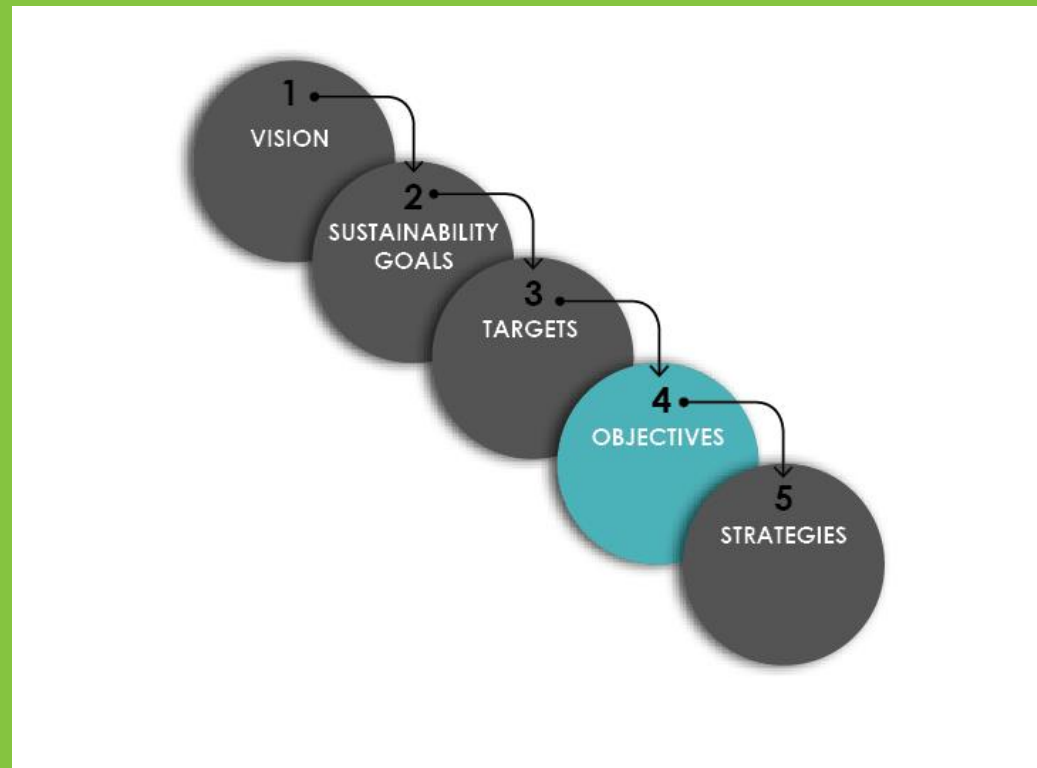 1
VISION
2
SUSTAINABILITY
GOALS
3
TARGETS
4
OBJECTIVES
5
STRATEGIES